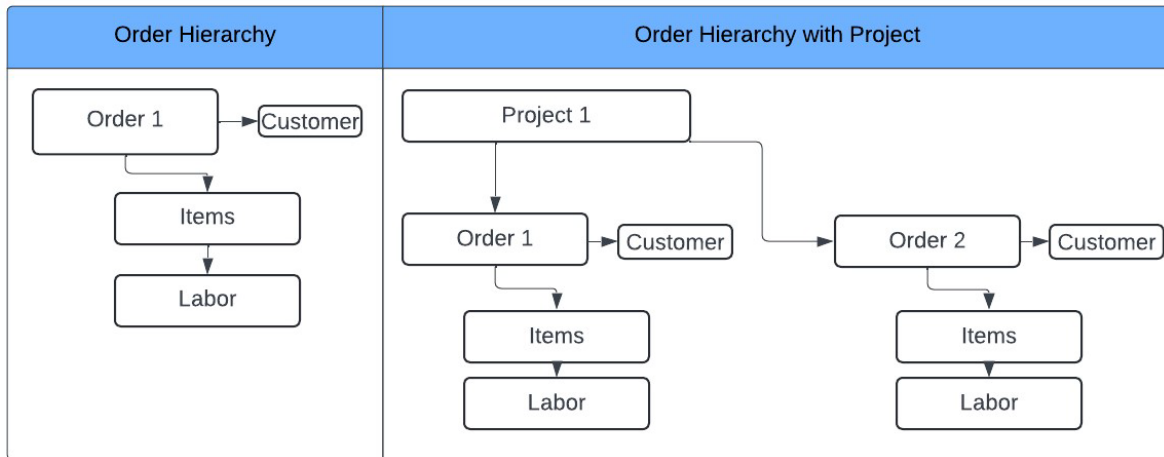 Order Hierarchy
Order 1
Customer
Items
Labor
Order Hierarchy with Project
Project 1
Order 1
Customer
Items
Labor
Order 2
Customer
Items
Labor